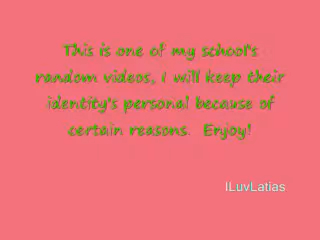 This is one of my school's
random videos, I will keep their
identity's personal because of
certain reasons.  Enjoy!
ILuvLatias